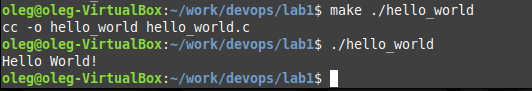 oleg@oleg-VirtualBox:~/work/devops/lab1$ make ./hello_world
cc -o hello_world hello_world.c
oleg@oleg-VirtualBox:~/work/devops/lab1$ ./hello_world
Hello World!
oleg@oleg-VirtualBox:~/work/devops/lab1$